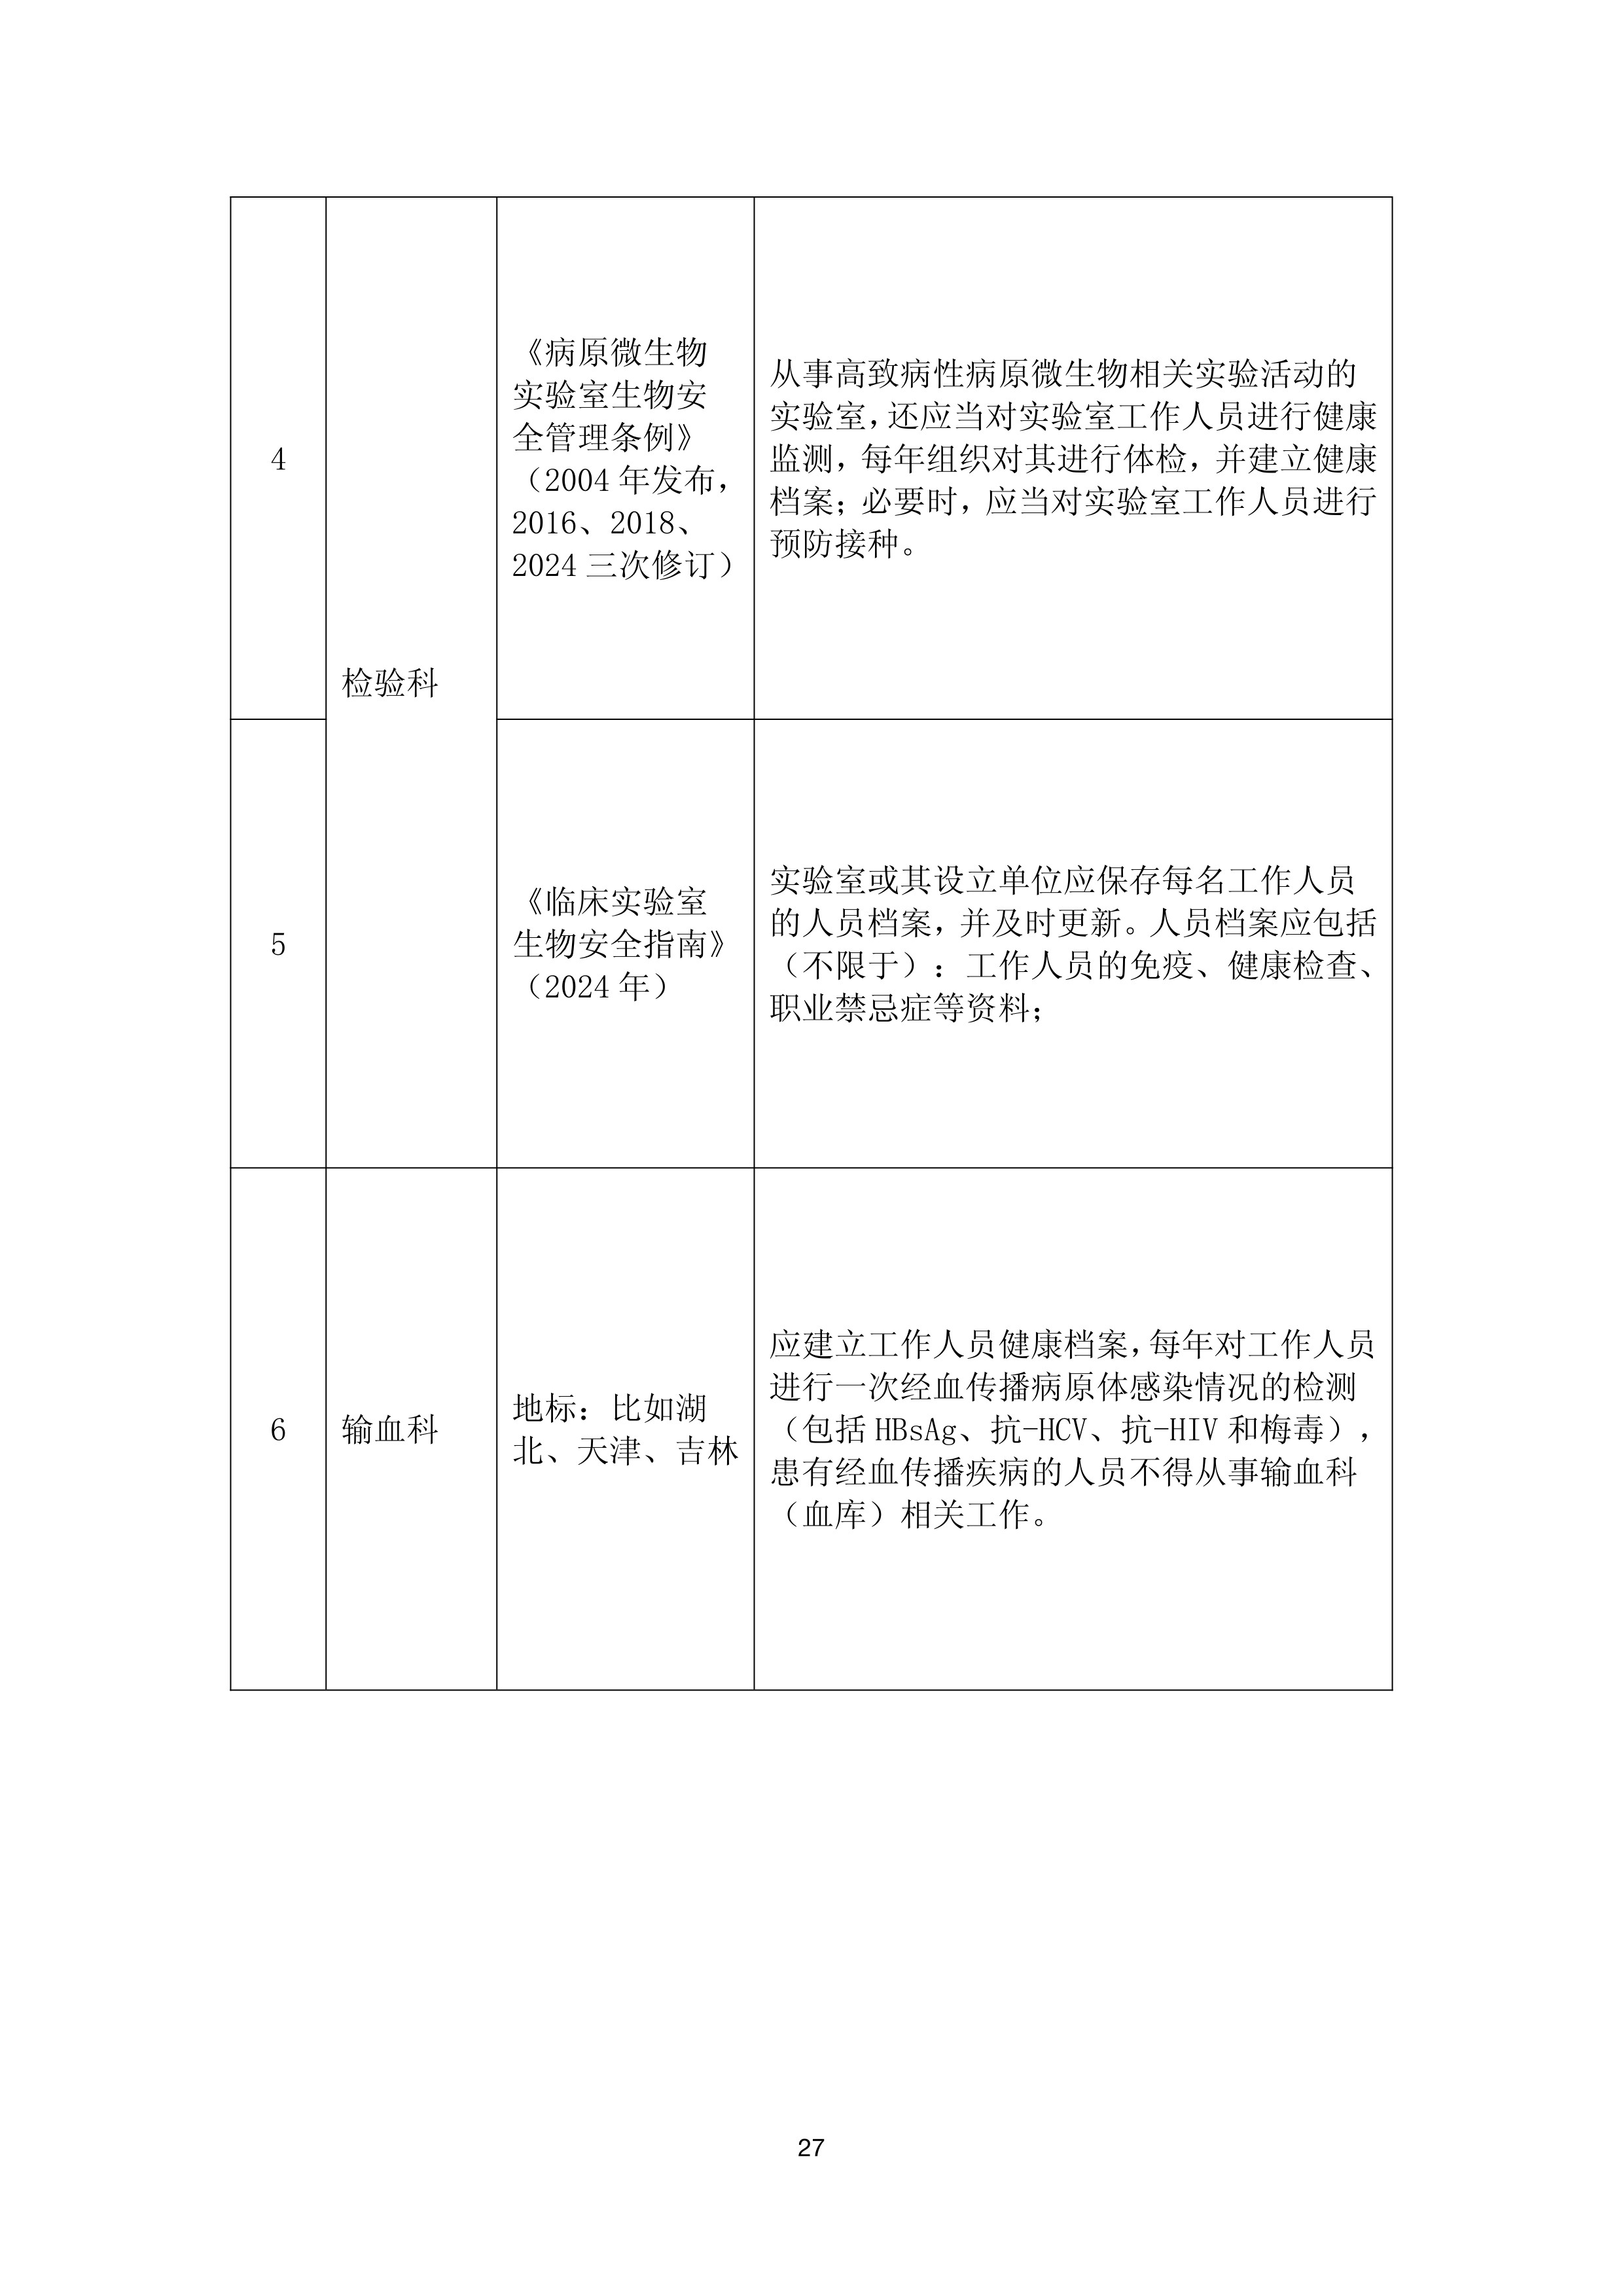 4
检验科
《病原微生物
实验室生物安
全管理条例》
（2004 年发布，
2016、2018、
2024 三次修订）
从事高致病性病原微生物相关实验活动的
实验室，还应当对实验室工作人员进行健康
监测，每年组织对其进行体检，并建立健康
档案；必要时，应当对实验室工作人员进行
预防接种。
5
《临床实验室
生物安全指南》
（2024 年）
实验室或其设立单位应保存每名工作人员
的人员档案，并及时更新。人员档案应包括
（不限于）：工作人员的免疫、健康检查、
职业禁忌症等资料；
6
输血科
地标：比如湖
北、天津、吉林
应建立工作人员健康档案，每年对工作人员
进行一次经血传播病原体感染情况的检测
（包括 HBsAg、抗-HCV、抗-HIV 和梅毒），
患有经血传播疾病的人员不得从事输血科
（血库）相关工作。
27